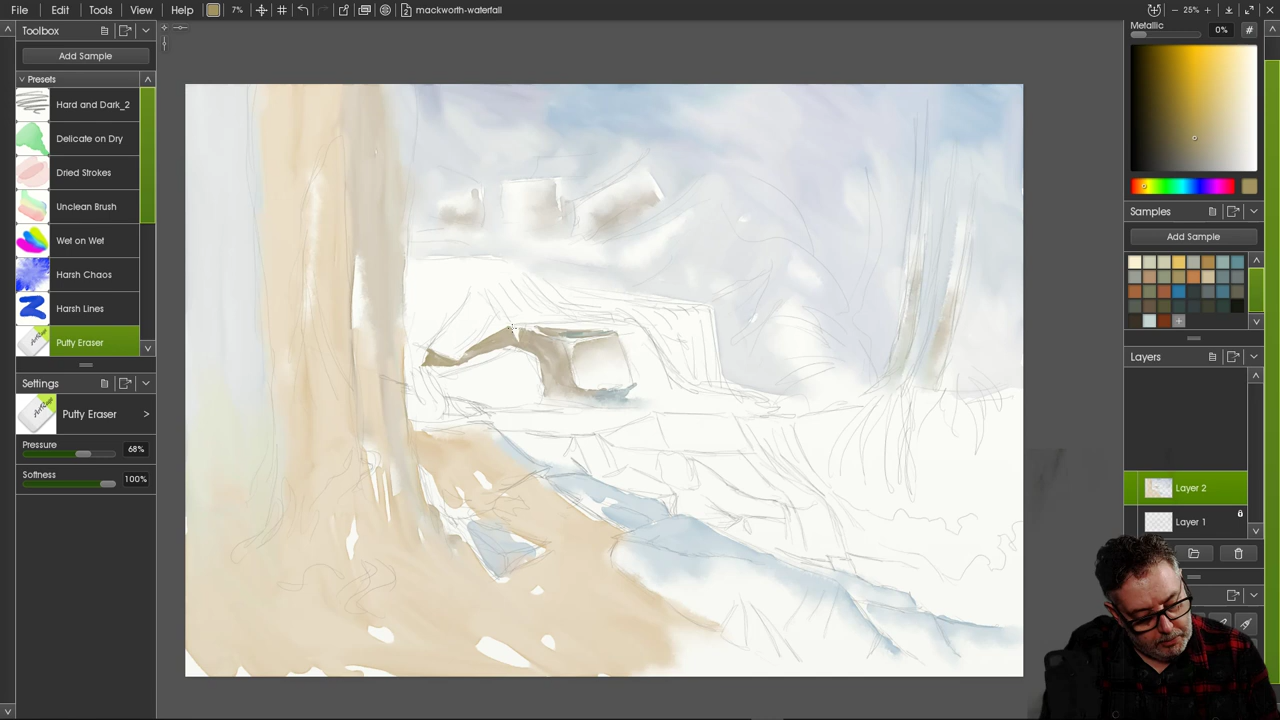 File Edit Tools View Help 7% mackworth-waterfall 25%
Toolbox
Add Sample
Presets
Hard and Dark_2
Delicate on Dry
Dried Strokes
Unclean Brush
Wet on Wet
Harsh Chaos
Harsh Lines
Putty Eraser
Settings
Putty Eraser >
Pressure 68%
Softness 100%
Metallic 0% #
Samples
Add Sample
Layers
Layer 2
Layer 1